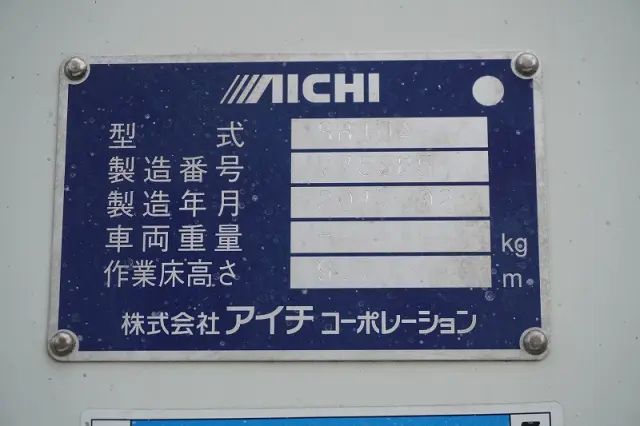 AICHI
型 式
製造番号
製造年月
車両重量 - kg
作業床高さ m
株式会社 アイチ コーポレーション